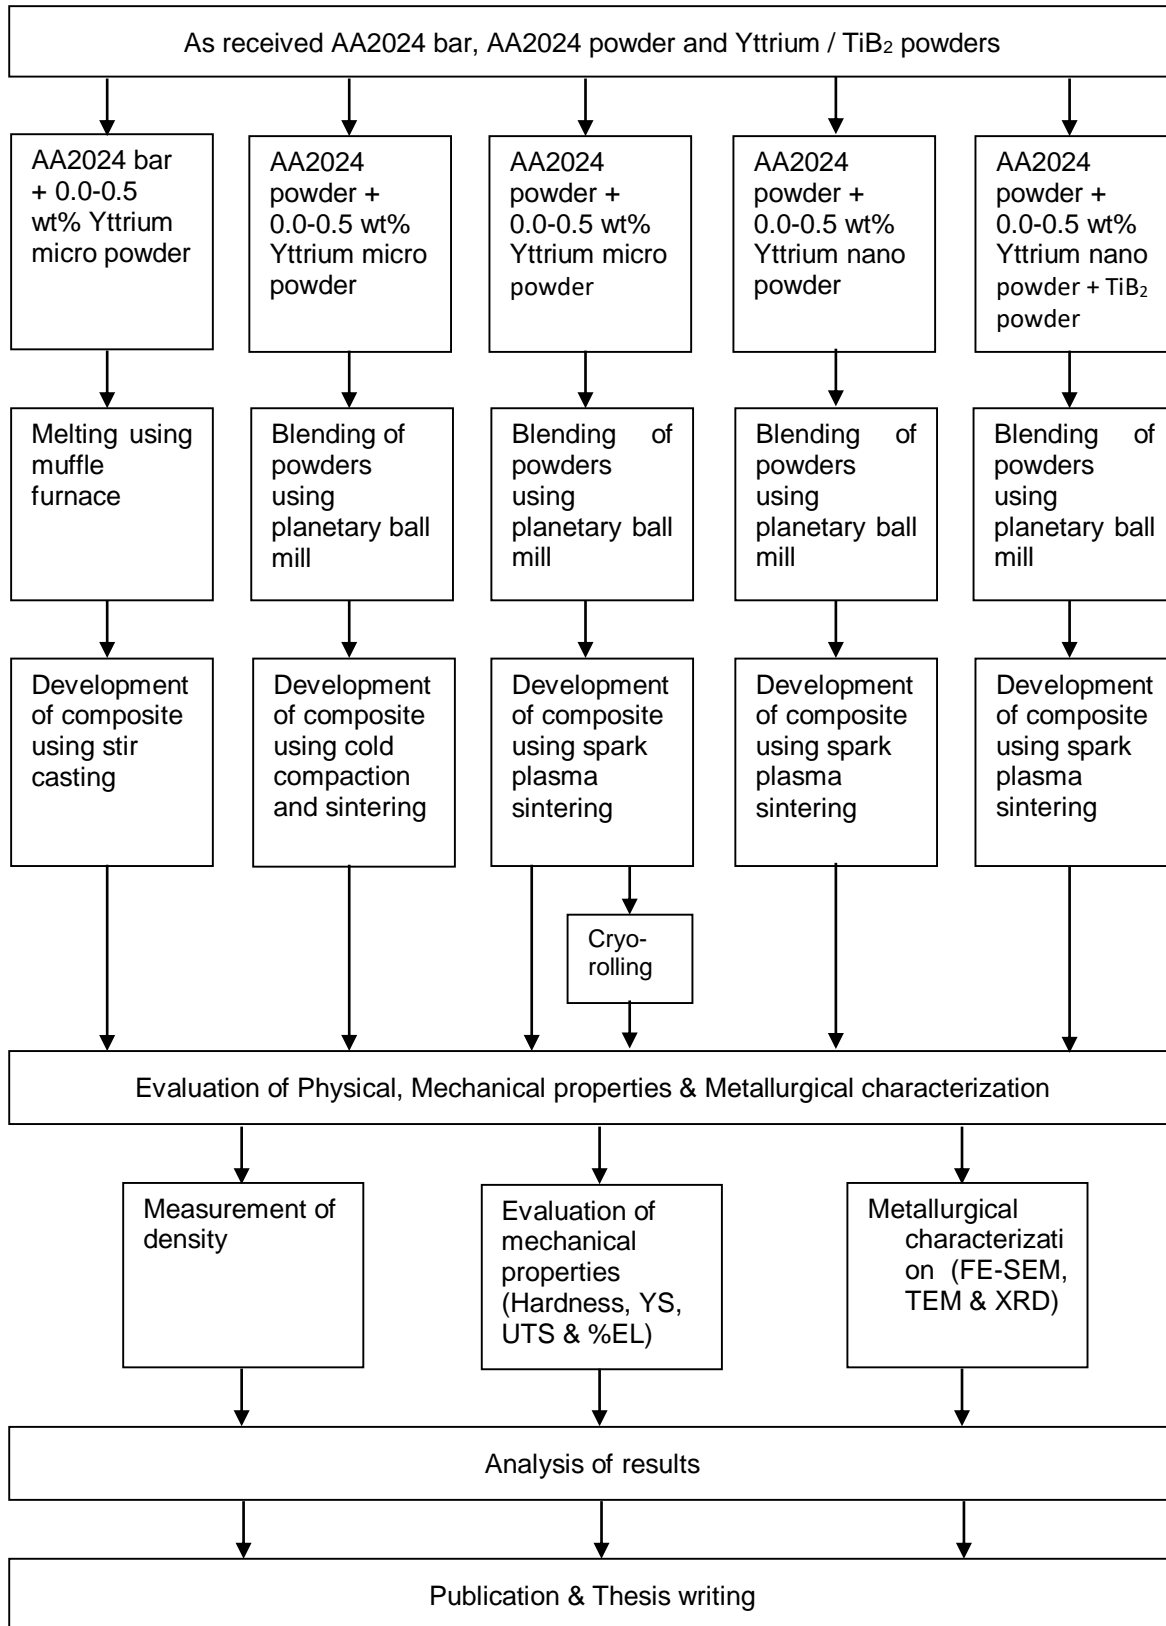 As received AA2024 bar, AA2024 powder and Yttrium / TiB₂ powders
AA2024 bar
+ 0.0-0.5
wt% Yttrium
micro powder
AA2024
powder +
0.0-0.5 wt%
Yttrium micro
powder
AA2024
powder +
0.0-0.5 wt%
Yttrium micro
powder
AA2024
powder +
0.0-0.5 wt%
Yttrium nano
powder
AA2024
powder +
0.0-0.5 wt%
Yttrium nano
powder + TiB₂
powder
Melting using
muffle
furnace
Blending of
powders
using
planetary ball
mill
Blending of
powders
using
planetary ball
mill
Blending of
powders
using
planetary ball
mill
Blending of
powders
using
planetary ball
mill
Development
of composite
using stir
casting
Development
of composite
using cold
compaction
and sintering
Development
of composite
using spark
plasma
sintering
Development
of composite
using spark
plasma
sintering
Development
of composite
using spark
plasma
sintering
Cryo-
rolling
Evaluation of Physical, Mechanical properties & Metallurgical characterization
Measurement of
density
Evaluation of
mechanical
properties
(Hardness, YS,
UTS & %EL)
Metallurgical
characterizati
on (FE-SEM,
TEM & XRD)
Analysis of results
Publication & Thesis writing